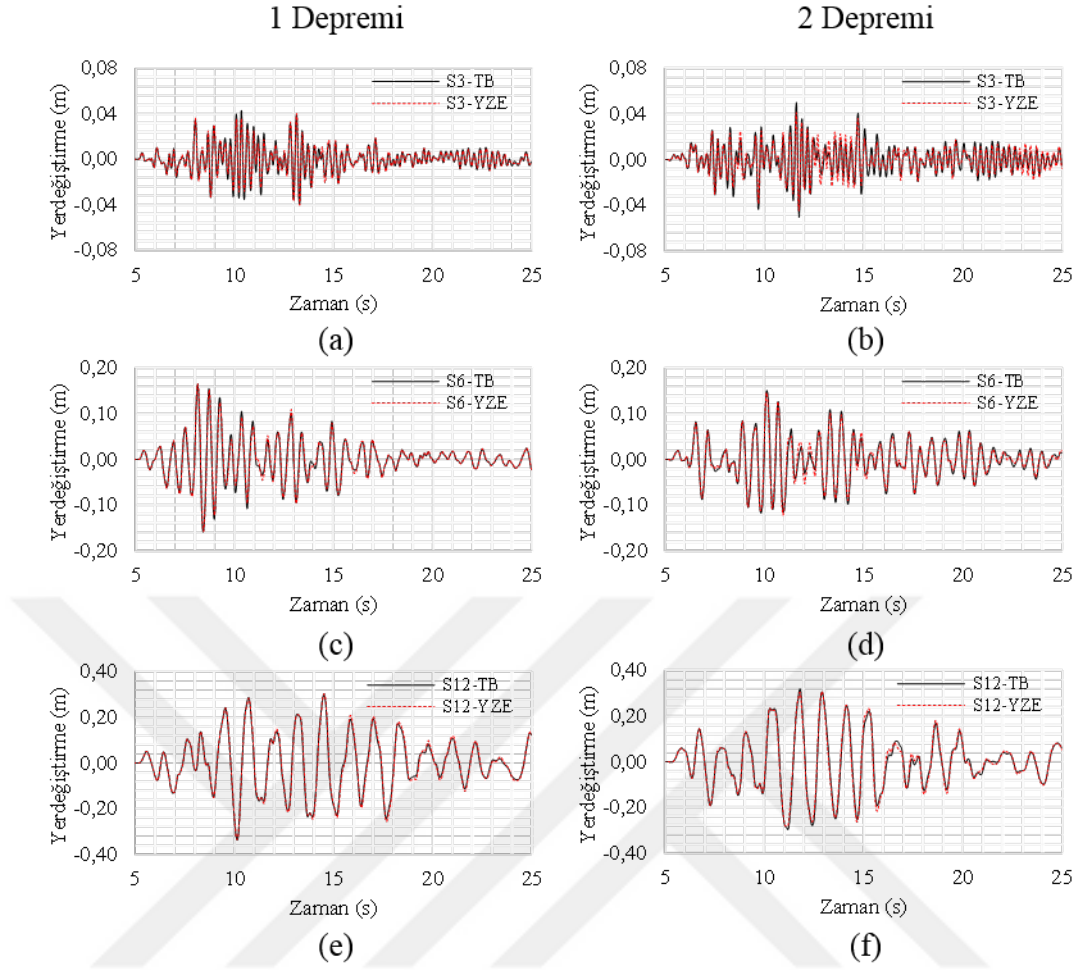 1 Depremi
2 Depremi
0,08
0,04
0,00
-0,04
-0,08
Yerdeğiştirme (m)
S3-TB
S3-YZE
5 10 15 20 25
Zaman (s)
(a)
0,08
0,04
0,00
-0,04
-0,08
Yerdeğiştirme (m)
S3-TB
S3-YZE
5 10 15 20 25
Zaman (s)
(b)
0,20
0,10
0,00
-0,10
-0,20
Yerdeğiştirme (m)
S6-TB
S6-YZE
5 10 15 20 25
Zaman (s)
(c)
0,20
0,10
0,00
-0,10
-0,20
Yerdeğiştirme (m)
S6-TB
S6-YZE
5 10 15 20 25
Zaman (s)
(d)
0,40
0,20
0,00
-0,20
-0,40
Yerdeğiştirme (m)
S12-TB
S12-YZE
5 10 15 20 25
Zaman (s)
(e)
0,40
0,20
0,00
-0,20
-0,40
Yerdeğiştirme (m)
S12-TB
S12-YZE
5 10 15 20 25
Zaman (s)
(f)